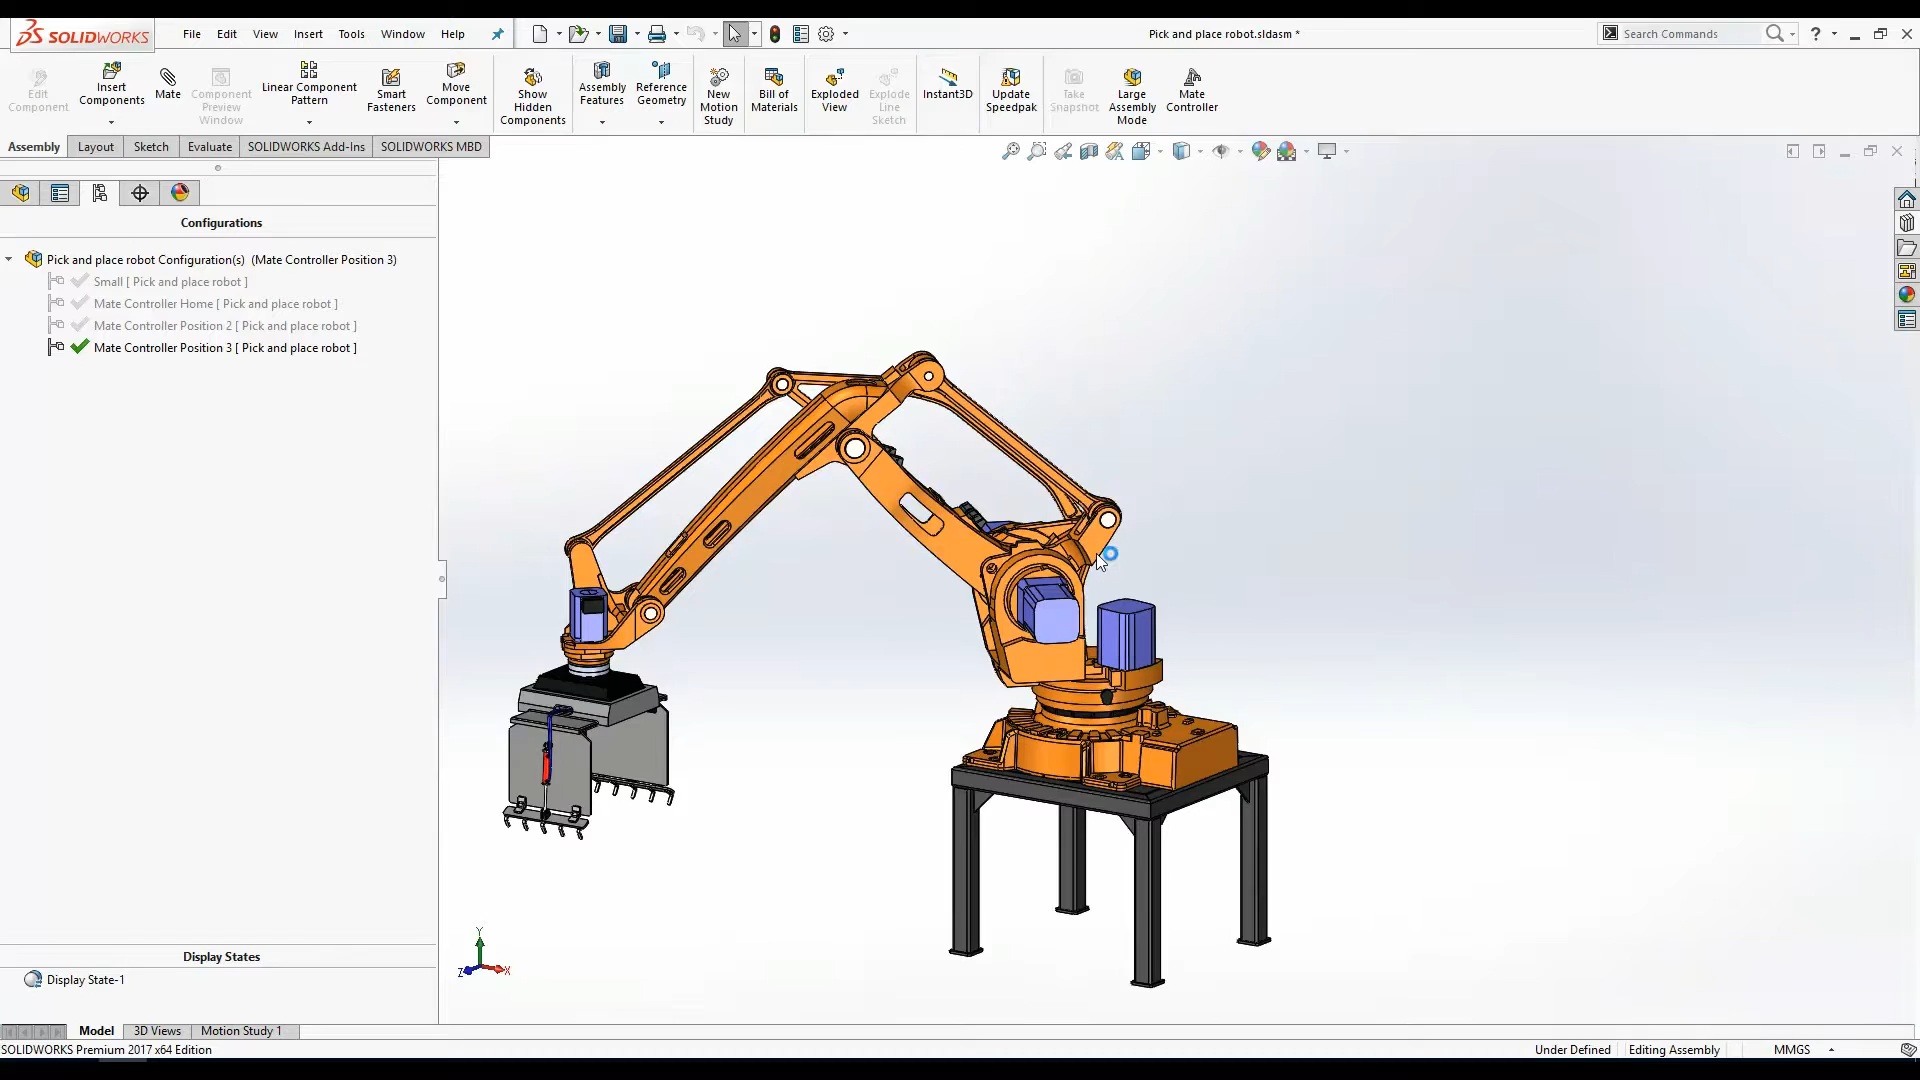 SOLIDWORKS File Edit View Insert Tools Window Help Pick and place robot.sldasm * Search Commands ?
Edit Component
Insert Components
Mate
Component Preview Window
Linear Component Pattern
Smart Fasteners
Move Component
Show Hidden Components
Assembly Features
Reference Geometry
New Motion Study
Bill of Materials
Exploded View
Explode Line Sketch
Instant3D
Update Speedpak
Take Snapshot
Large Assembly Mode
Mate Controller
Assembly Layout Sketch Evaluate SOLIDWORKS Add-Ins SOLIDWORKS MBD
Configurations
Pick and place robot Configuration(s) (Mate Controller Position 3)
Small [ Pick and place robot ]
Mate Controller Home [ Pick and place robot ]
Mate Controller Position 2 [ Pick and place robot ]
Mate Controller Position 3 [ Pick and place robot ]
Y
Z X
Display States
Display State-1
Model 3D Views Motion Study 1
SOLIDWORKS Premium 2017 x64 Edition Under Defined Editing Assembly MMGS